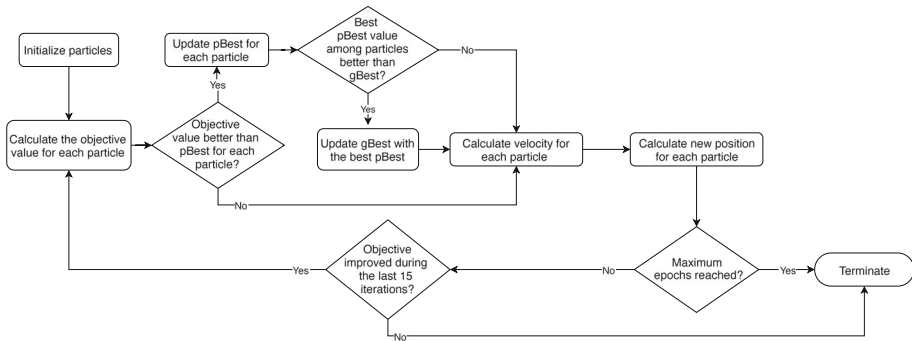 Initialize particles
Update pBest for
each particle
Best
pBest value
among particles
better than
gBest?
No
Yes
Yes
Calculate the objective
value for each particle
Objective
value better than
pBest for each
particle?
Update gBest with
the best pBest
Calculate velocity for
each particle
Calculate new position
for each particle
No
Objective
improved during
the last 15
iterations?
Yes
No
Maximum
epochs reached?
Yes
Terminate
No